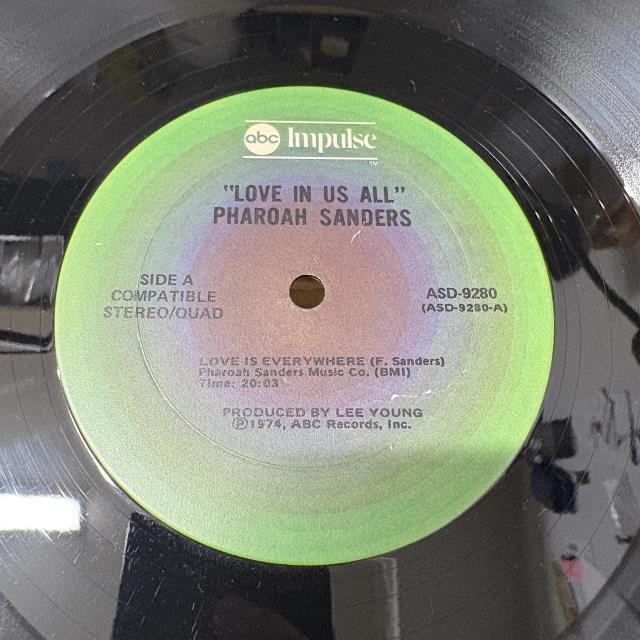 abc Impulse
TM
"LOVE IN US ALL"
PHAROAH SANDERS
SIDE A
COMPATIBLE
STEREO/QUAD
ASD-9280
(ASD-9280-A)
LOVE IS EVERYWHERE (F. Sanders)
Pharoah Sanders Music Co. (BMI)
Time: 20:03
PRODUCED BY LEE YOUNG
Ⓟ1974, ABC Records, Inc.